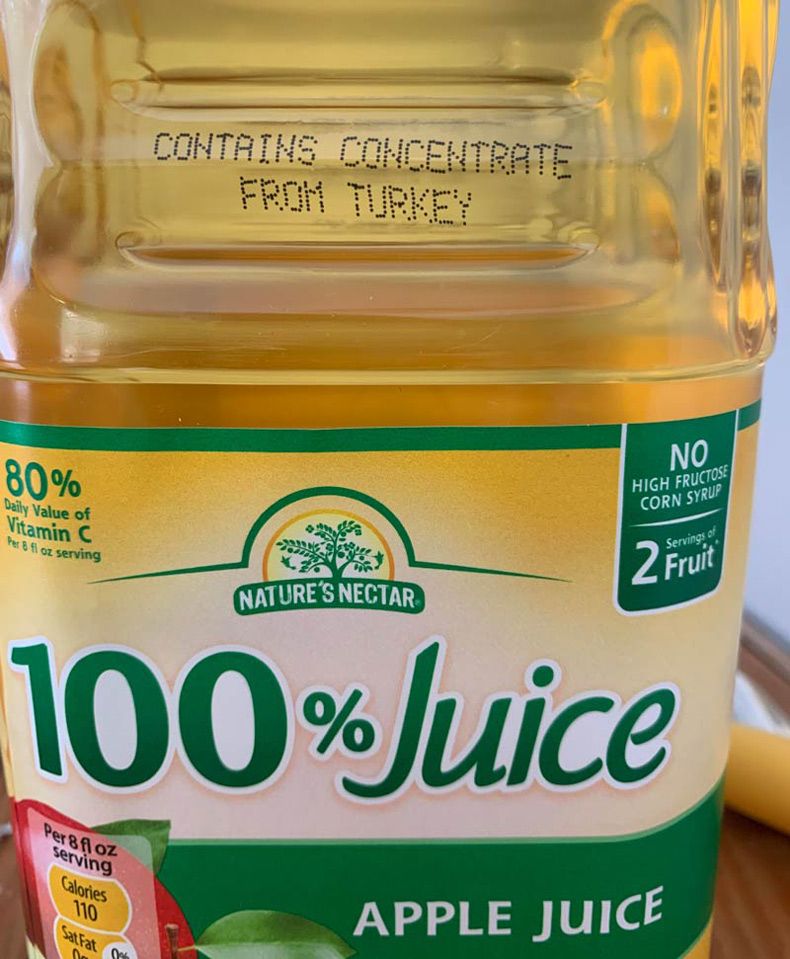 CONTAINS CONCENTRATE
FROM TURKEY
80%
Daily Value of
Vitamin C
Per 8 fl oz serving
NO
HIGH FRUCTOSE
CORN SYRUP
2 Servings of
Fruit*
NATURE'S NECTAR®
100% Juice
Per 8 fl oz
serving
Calories
110
Sat Fat
0%
APPLE JUICE